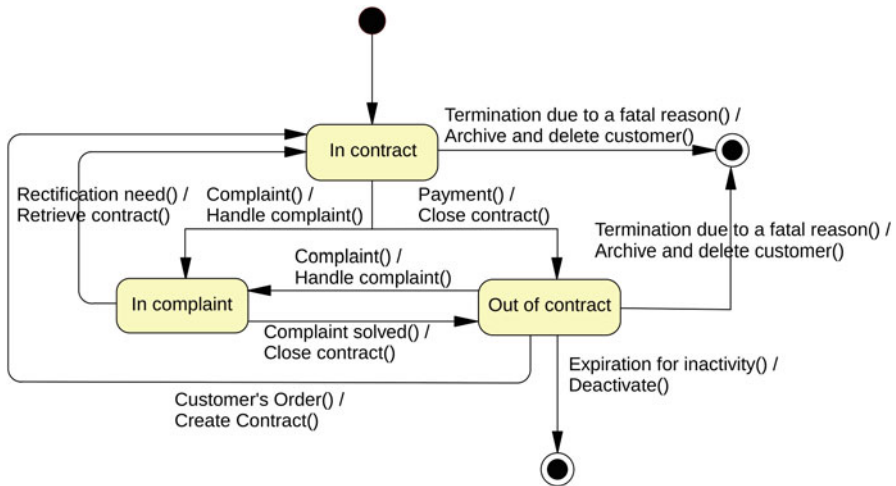 Termination due to a fatal reason() /
Archive and delete customer()
In contract
Rectification need() /
Retrieve contract()
Complaint() /
Handle complaint()
Payment() /
Close contract()
Termination due to a fatal reason() /
Archive and delete customer()
Complaint() /
Handle complaint()
In complaint
Out of contract
Complaint solved() /
Close contract()
Expiration for inactivity() /
Deactivate()
Customer's Order() /
Create Contract()